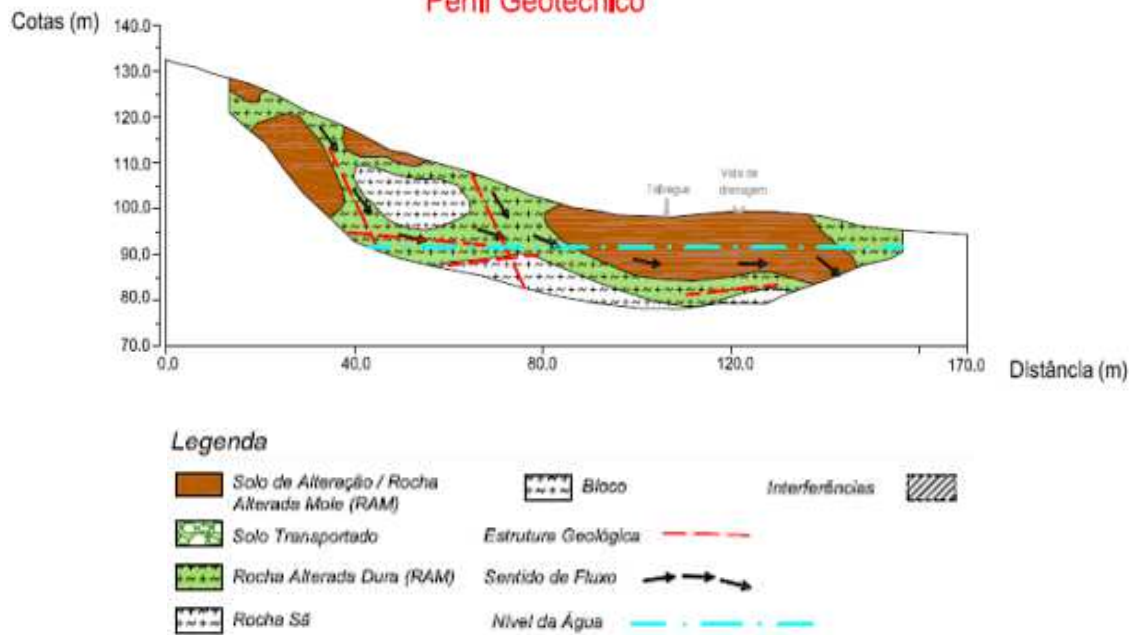 Perfil Geotécnico
Cotas (m)
140.0
130.0
120.0
110.0
100.0
90.0
80.0
70.0
Vala de
drenagem
0,0
40.0
80.0
120.0
170.0
Distância (m)
Legenda
Solo de Alteração / Rocha
Alterada Mole (RAM)
Bloco
Interferências
Solo Transportado
Estrutura Geológica
Rocha Alterada Dura (RAM)
Sentido de Fluxo
Rocha Sã
Nível da Água